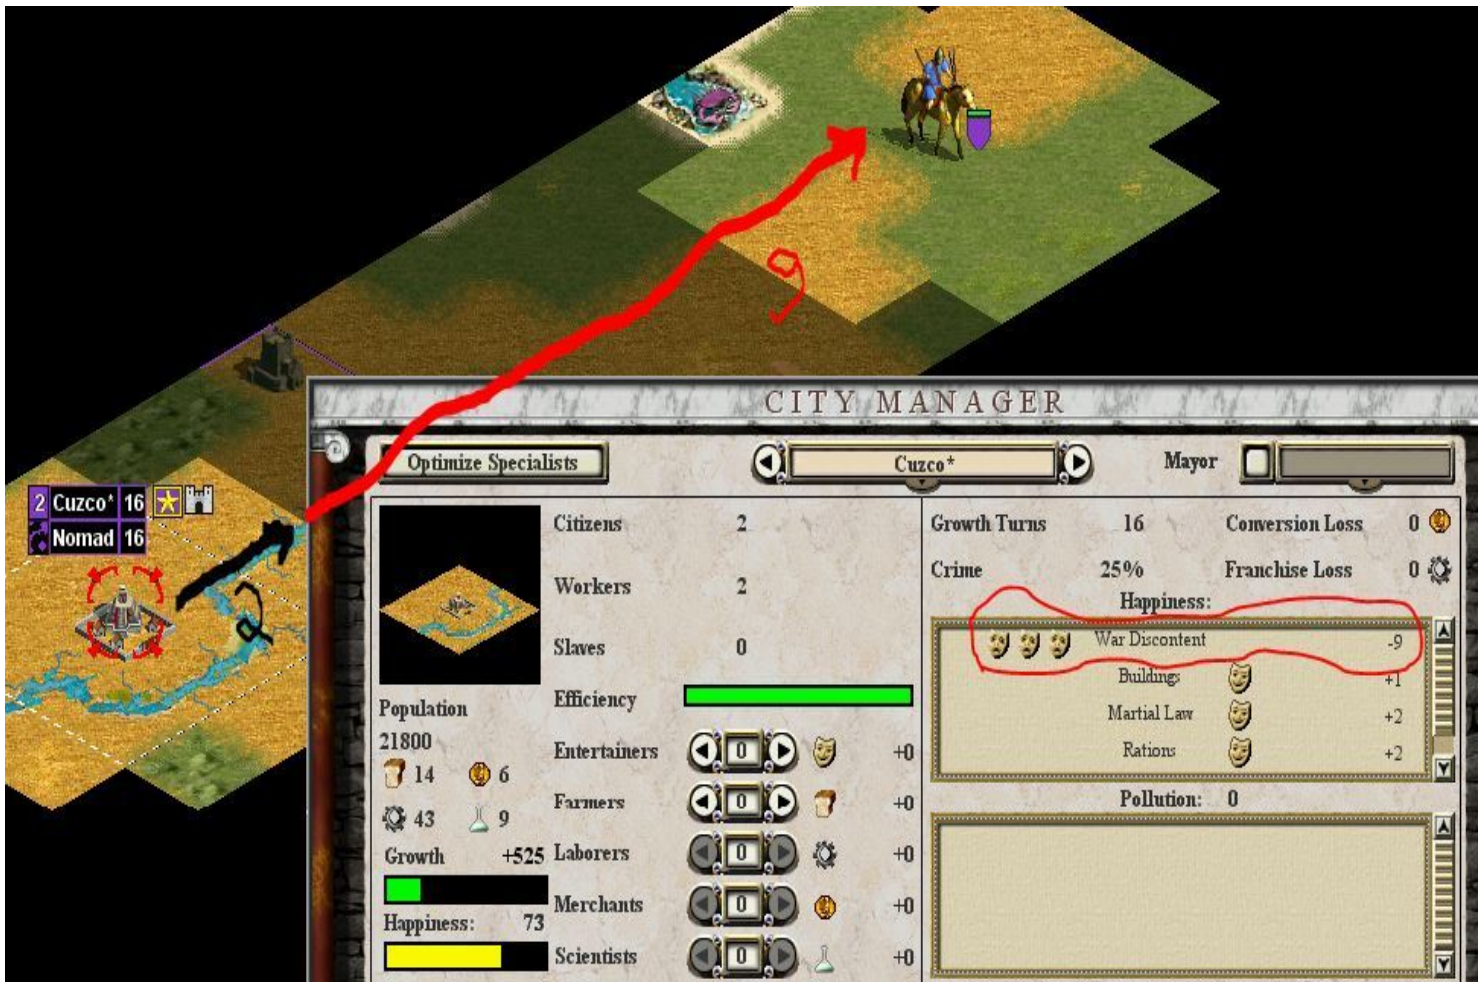 9
CITY MANAGER
Optimize Specialists
Cuzco*
Mayor
2 Cuzco* 16
Nomad 16
Citizens 2
Workers 2
Slaves 0
Efficiency
Entertainers 0 +0
Farmers 0 +0
Laborers 0 +0
Merchants 0 +0
Scientists 0 +0
Population
21800
14 6
43 9
Growth +525
Happiness: 73
Growth Turns 16 Conversion Loss 0
Crime 25% Franchise Loss 0
Happiness:
War Discontent -9
Buildings +1
Martial Law +2
Rations +2
Pollution: 0